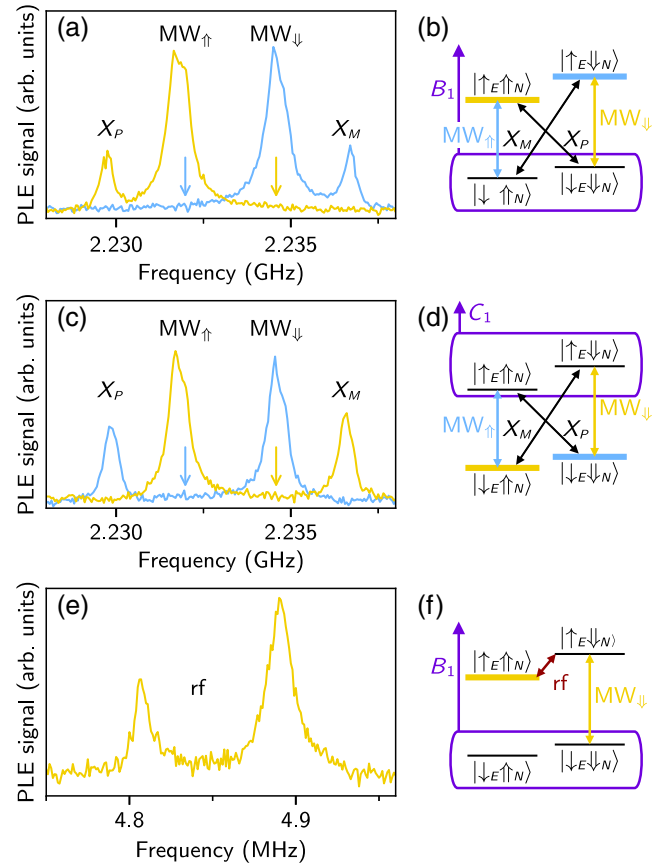 (a)
PLE signal (arb. units)
MW⇑
MW⇓
X_P
X_M
2.230
2.235
Frequency (GHz)
(b)
B₁
|↑_E⇑_N⟩
|↑_E⇓_N⟩
MW⇑
X_M
X_P
MW⇓
|↓ ⇑_N⟩
|↓_E⇓_N⟩
(c)
PLE signal (arb. units)
MW⇑
MW⇓
X_P
X_M
2.230
2.235
Frequency (GHz)
(d)
C₁
|↑_E⇑_N⟩
|↑_E⇓_N⟩
MW⇑
X_M
X_P
MW⇓
|↓_E⇑_N⟩
|↓_E⇓_N⟩
(e)
PLE signal (arb. units)
rf
4.8
4.9
Frequency (MHz)
(f)
B₁
|↑_E⇑_N⟩
|↑_E⇓_N⟩
rf
MW⇓
|↓_E⇑_N⟩
|↓_E⇓_N⟩